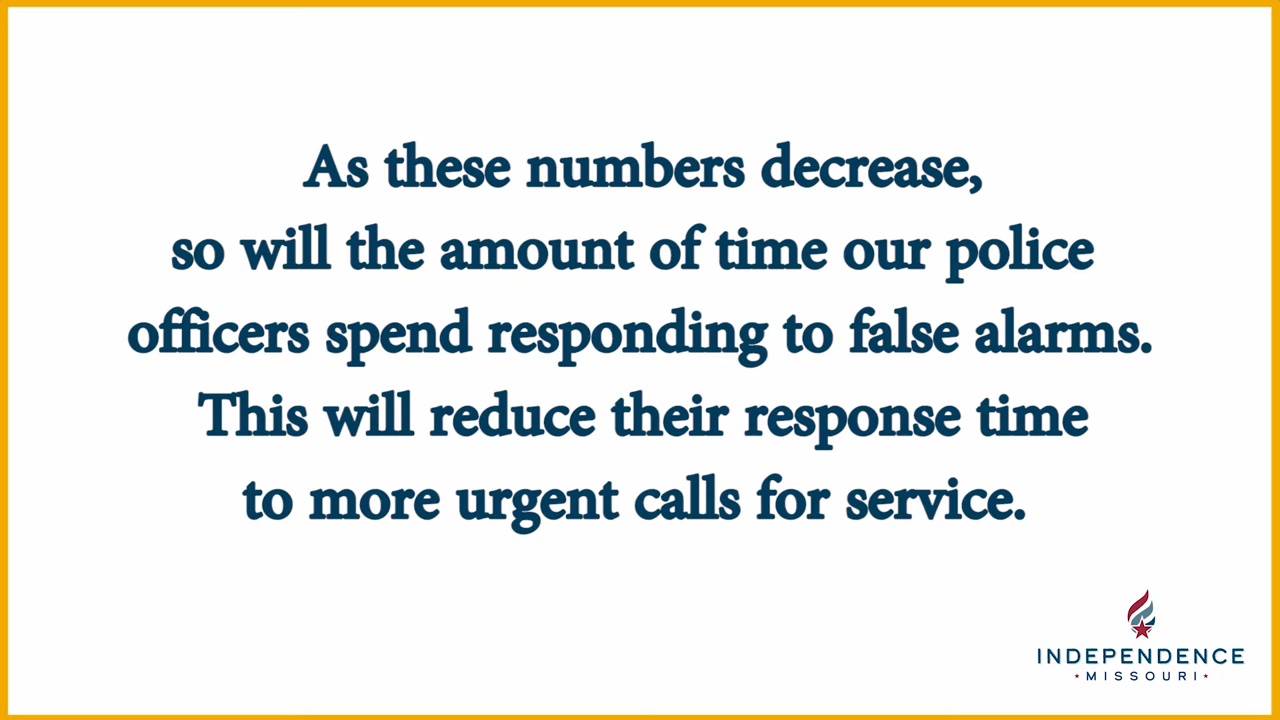 As these numbers decrease,
so will the amount of time our police
officers spend responding to false alarms.
This will reduce their response time
to more urgent calls for service.
INDEPENDENCE
MISSOURI